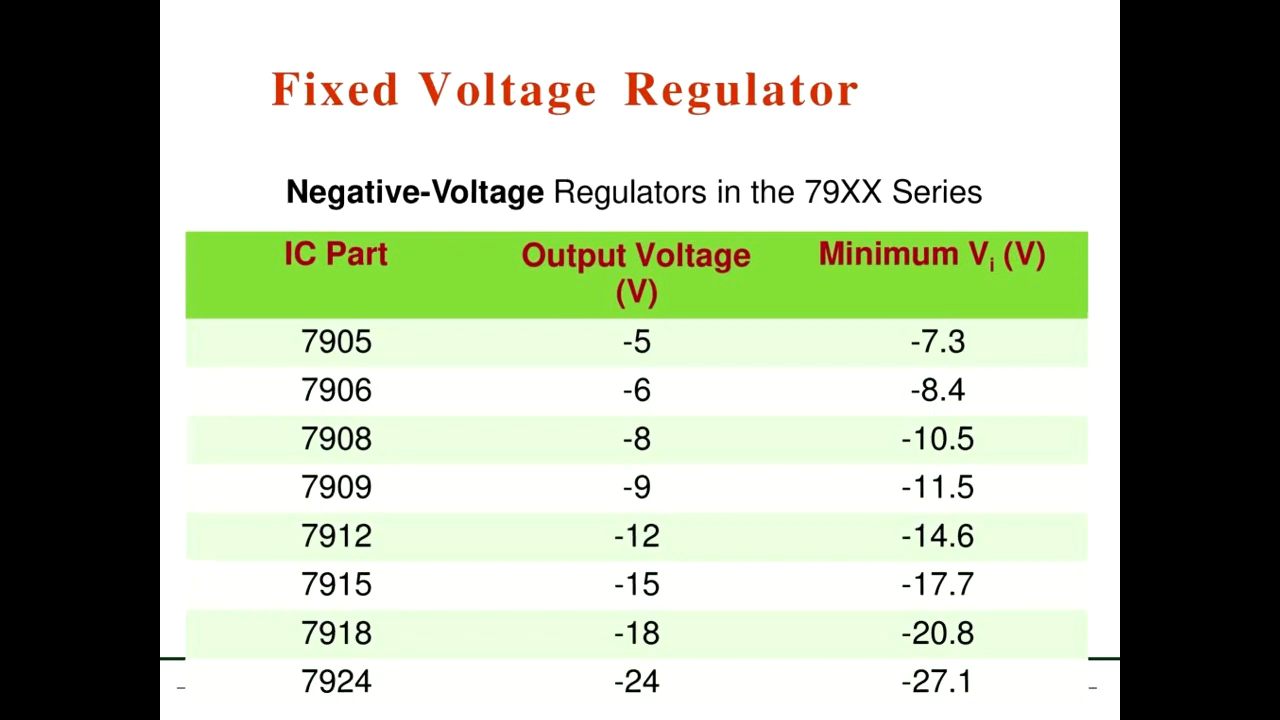 Fixed Voltage Regulator
Negative-Voltage Regulators in the 79XX Series
IC Part Output Voltage (V) Minimum Vi (V)
7905 -5 -7.3
7906 -6 -8.4
7908 -8 -10.5
7909 -9 -11.5
7912 -12 -14.6
7915 -15 -17.7
7918 -18 -20.8
7924 -24 -27.1